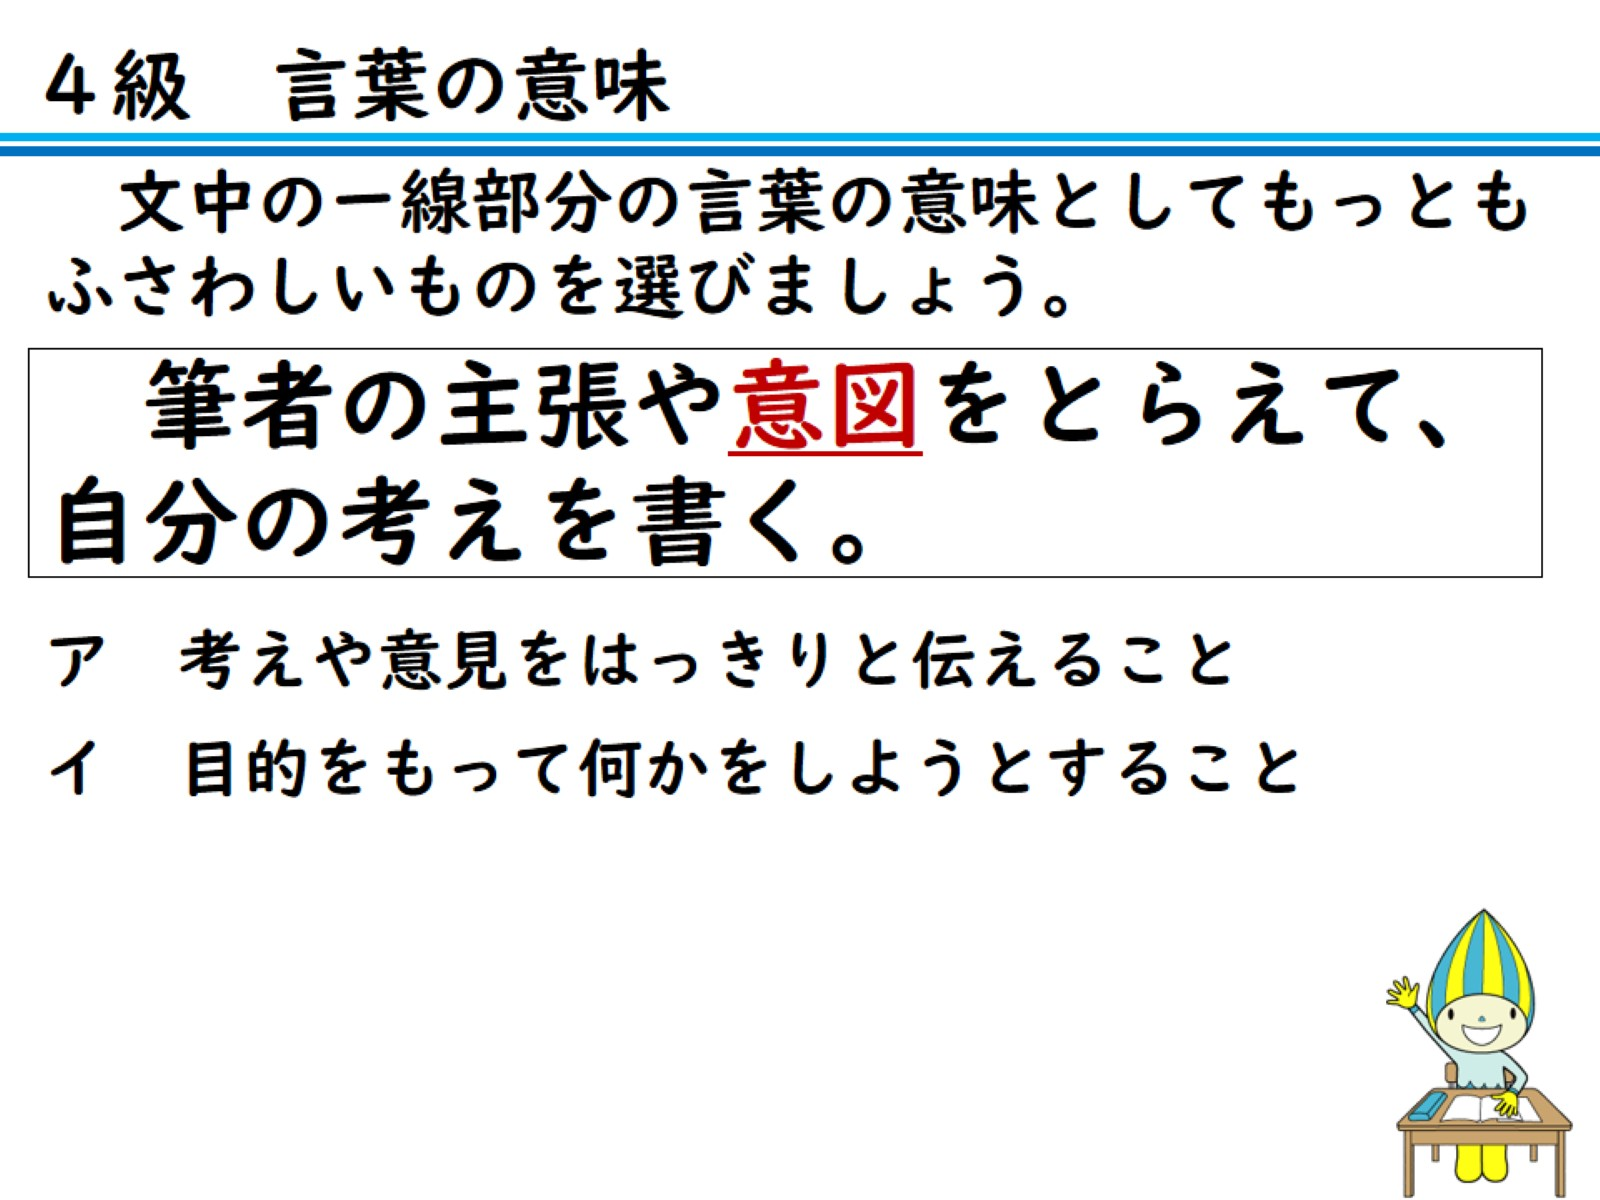 ４級　言葉の意味
文中の一線部分の言葉の意味としてもっとも
ふさわしいものを選びましょう。
筆者の主張や意図をとらえて、
自分の考えを書く。
ア　考えや意見をはっきりと伝えること
イ　目的をもって何かをしようとすること